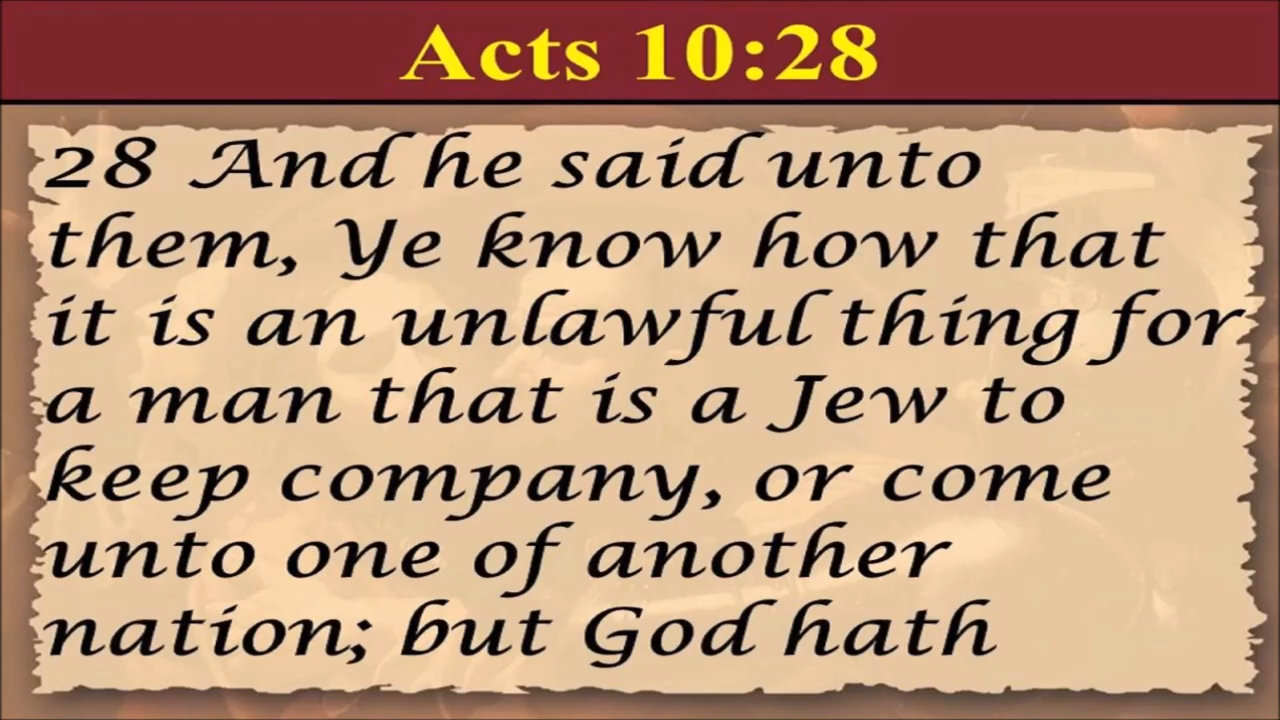 Acts 10:28
28 And he said unto
them, Ye know how that
it is an unlawful thing for
a man that is a Jew to
keep company, or come
unto one of another
nation; but God hath